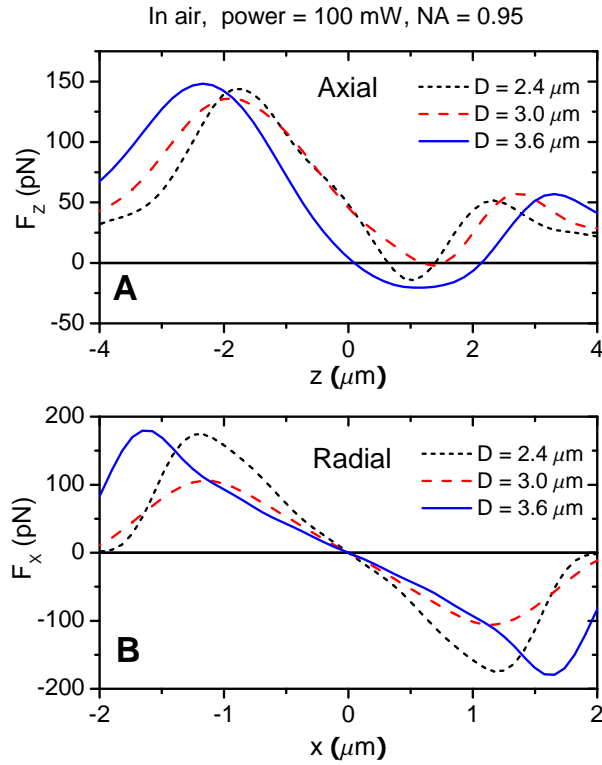 In air, power = 100 mW, NA = 0.95
Axial
D = 2.4 μm
D = 3.0 μm
D = 3.6 μm
150
100
50
0
-50
F_z (pN)
A
-4
-2
0
2
4
z (μm)
Radial
D = 2.4 μm
D = 3.0 μm
D = 3.6 μm
200
100
0
-100
-200
F_x (pN)
B
-2
-1
0
1
2
x (μm)